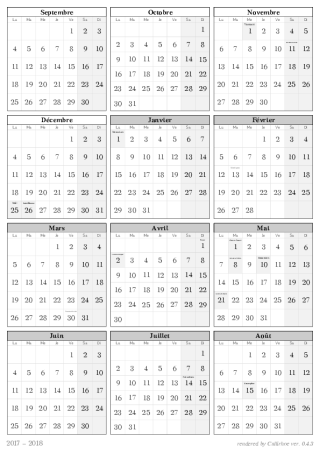 Septembre
Lu Ma Me Je Ve Sa Di
1 2 3
4 5 6 7 8 9 10
11 12 13 14 15 16 17
18 19 20 21 22 23 24
25 26 27 28 29 30
Octobre
Lu Ma Me Je Ve Sa Di
1
2 3 4 5 6 7 8
9 10 11 12 13 14 15
16 17 18 19 20 21 22
23 24 25 26 27 28 29
30 31
Novembre
Lu Ma Me Je Ve Sa Di
1 2 3 4 5
6 7 8 9 10 11 12
13 14 15 16 17 18 19
20 21 22 23 24 25 26
27 28 29 30
Décembre
Lu Ma Me Je Ve Sa Di
1 2 3
4 5 6 7 8 9 10
11 12 13 14 15 16 17
18 19 20 21 22 23 24
25 26 27 28 29 30 31
Janvier
Lu Ma Me Je Ve Sa Di
1 2 3 4 5 6 7
8 9 10 11 12 13 14
15 16 17 18 19 20 21
22 23 24 25 26 27 28
29 30 31
Février
Lu Ma Me Je Ve Sa Di
1 2 3 4
5 6 7 8 9 10 11
12 13 14 15 16 17 18
19 20 21 22 23 24 25
26 27 28
Mars
Lu Ma Me Je Ve Sa Di
1 2 3 4
5 6 7 8 9 10 11
12 13 14 15 16 17 18
19 20 21 22 23 24 25
26 27 28 29 30 31
Avril
Lu Ma Me Je Ve Sa Di
1
2 3 4 5 6 7 8
9 10 11 12 13 14 15
16 17 18 19 20 21 22
23 24 25 26 27 28 29
30
Mai
Lu Ma Me Je Ve Sa Di
1 2 3 4 5 6
7 8 9 10 11 12 13
14 15 16 17 18 19 20
21 22 23 24 25 26 27
28 29 30 31
Juin
Lu Ma Me Je Ve Sa Di
1 2 3
4 5 6 7 8 9 10
11 12 13 14 15 16 17
18 19 20 21 22 23 24
25 26 27 28 29 30
Juillet
Lu Ma Me Je Ve Sa Di
1
2 3 4 5 6 7 8
9 10 11 12 13 14 15
16 17 18 19 20 21 22
23 24 25 26 27 28 29
30 31
Août
Lu Ma Me Je Ve Sa Di
1 2 3 4 5
6 7 8 9 10 11 12
13 14 15 16 17 18 19
20 21 22 23 24 25 26
27 28 29 30 31
2017 – 2018
rendered by Calirhoe ver. 0.4.3